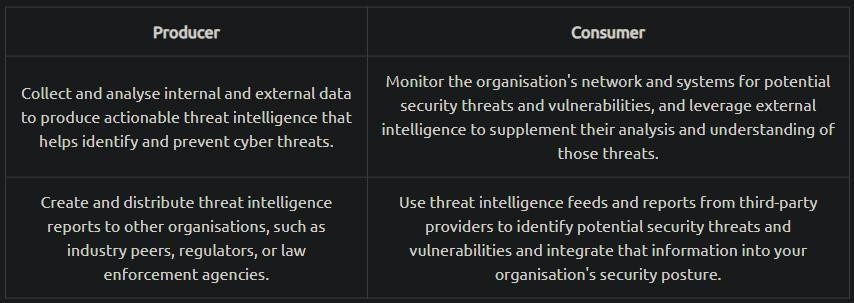 Producer
Consumer
Collect and analyse internal and external data
to produce actionable threat intelligence that
helps identify and prevent cyber threats.
Monitor the organisation's network and systems for potential
security threats and vulnerabilities, and leverage external
intelligence to supplement their analysis and understanding of
those threats.
Create and distribute threat intelligence
reports to other organisations, such as
industry peers, regulators, or law
enforcement agencies.
Use threat intelligence feeds and reports from third-party
providers to identify potential security threats and
vulnerabilities and integrate that information into your
organisation's security posture.